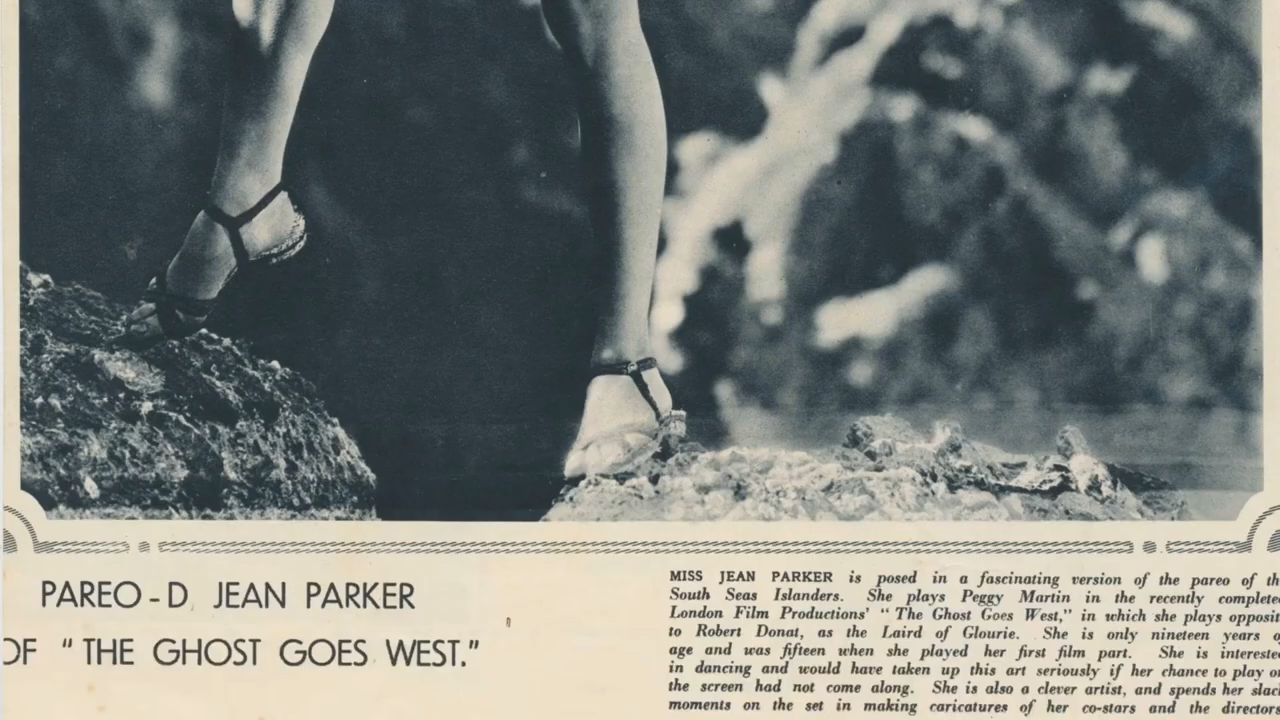 PAREO-D, JEAN PARKER
OF “THE GHOST GOES WEST.”
MISS JEAN PARKER is posed in a fascinating version of the pareo of th
South Seas Islanders. She plays Peggy Martin in the recently complete
London Film Productions’ “The Ghost Goes West,” in which she plays opposit
to Robert Donat, as the Laird of Glourie. She is only nineteen years o
age and was fifteen when she played her first film part. She is intereste
in dancing and would have taken up this art seriously if her chance to play o
the screen had not come along. She is also a clever artist, and spends her slac
moments on the set in making caricatures of her co-stars and the directors